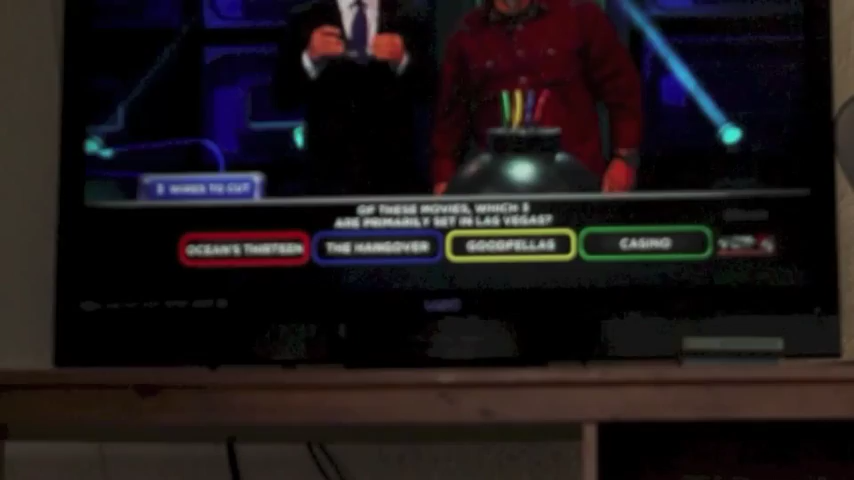 3 WIRES TO CUT
OF THESE MOVIES, WHICH 3
ARE PRIMARILY SET IN LAS VEGAS?
OCEAN'S THIRTEEN
THE HANGOVER
GOODFELLAS
CASINO